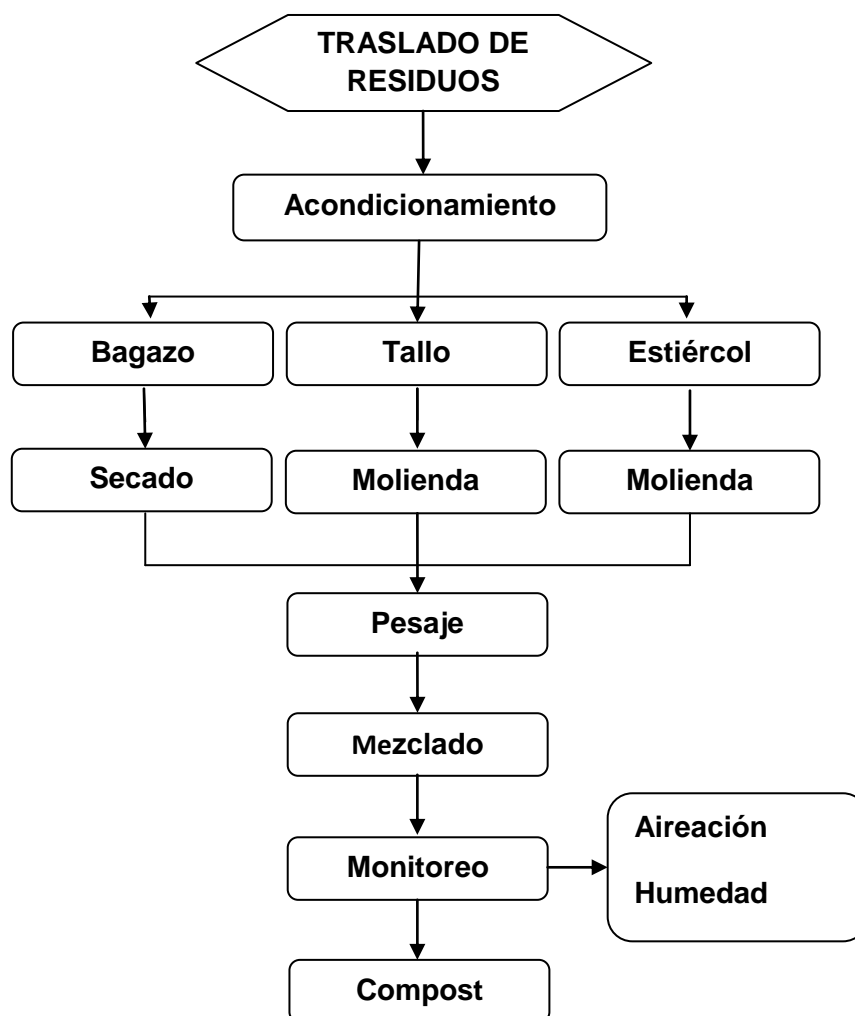 TRASLADO DE
RESIDUOS
Acondicionamiento
Bagazo
Tallo
Estiércol
Secado
Molienda
Molienda
Pesaje
Mezclado
Monitoreo
Aireación
Humedad
Compost